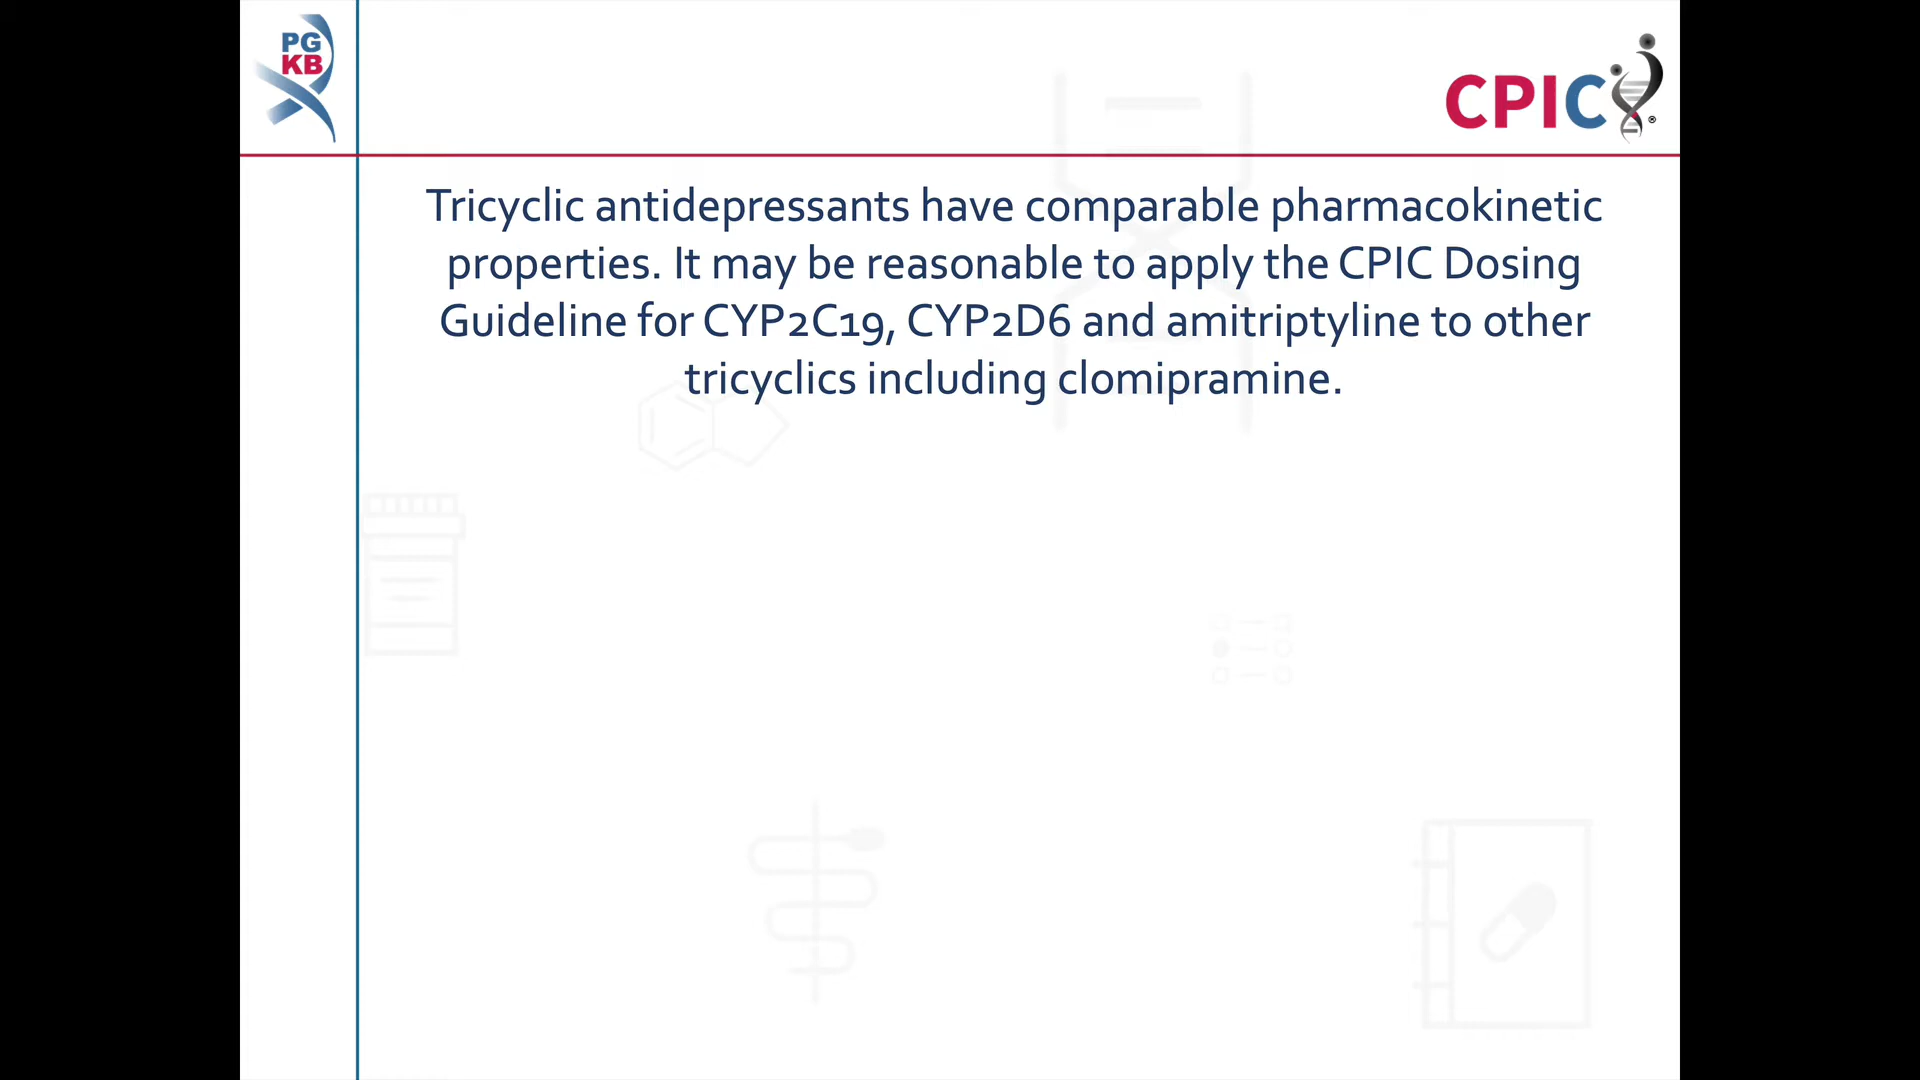 PG
KB
CPIC®
Tricyclic antidepressants have comparable pharmacokinetic
properties. It may be reasonable to apply the CPIC Dosing
Guideline for CYP2C19, CYP2D6 and amitriptyline to other
tricyclics including clomipramine.